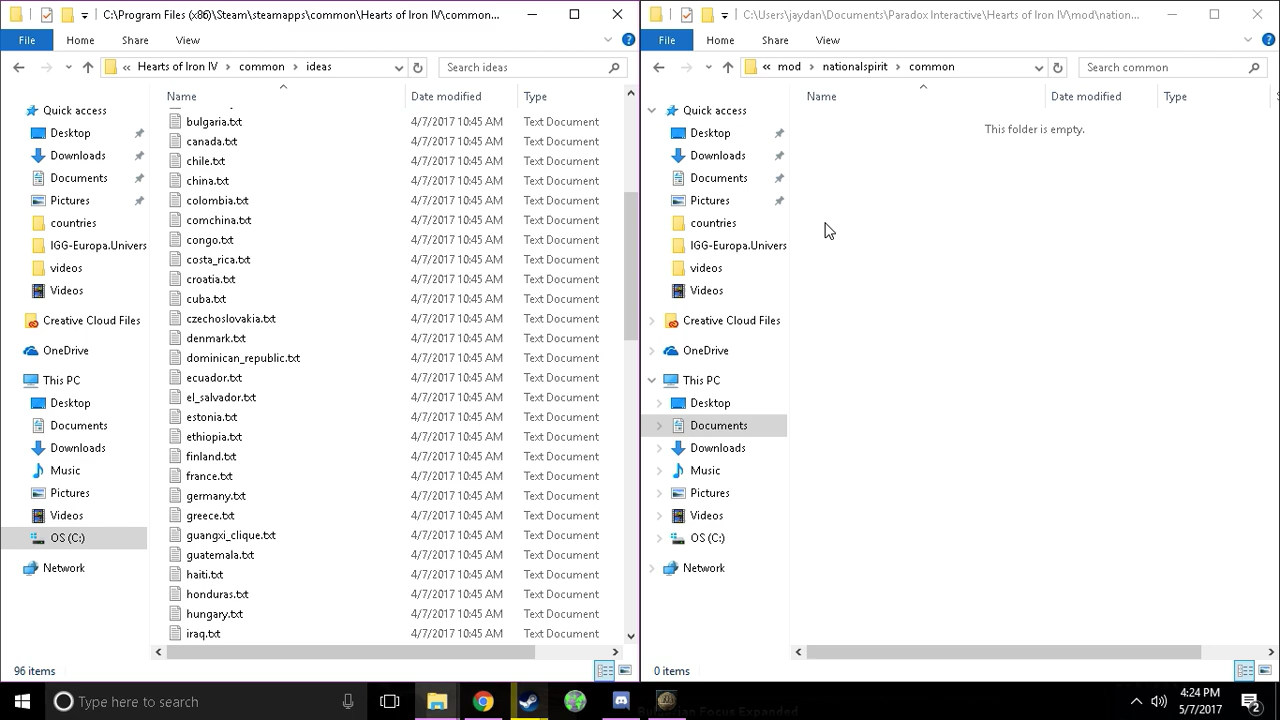 C:\Program Files (x86)\Steam\steamapps\common\Hearts of Iron IV\common...
File Home Share View
« Hearts of Iron IV > common > ideas
Search ideas
Name Date modified Type
Quick access
Desktop
Downloads
Documents
Pictures
countries
IGG-Europa.Univers
videos
Videos
Creative Cloud Files
OneDrive
This PC
Desktop
Documents
Downloads
Music
Pictures
Videos
OS (C:)
Network
bulgaria.txt 4/7/2017 10:45 AM Text Document
canada.txt 4/7/2017 10:45 AM Text Document
chile.txt 4/7/2017 10:45 AM Text Document
china.txt 4/7/2017 10:45 AM Text Document
colombia.txt 4/7/2017 10:45 AM Text Document
comchina.txt 4/7/2017 10:45 AM Text Document
congo.txt 4/7/2017 10:45 AM Text Document
costa_rica.txt 4/7/2017 10:45 AM Text Document
croatia.txt 4/7/2017 10:45 AM Text Document
cuba.txt 4/7/2017 10:45 AM Text Document
czechoslovakia.txt 4/7/2017 10:45 AM Text Document
denmark.txt 4/7/2017 10:45 AM Text Document
dominican_republic.txt 4/7/2017 10:45 AM Text Document
ecuador.txt 4/7/2017 10:45 AM Text Document
el_salvador.txt 4/7/2017 10:45 AM Text Document
estonia.txt 4/7/2017 10:45 AM Text Document
ethiopia.txt 4/7/2017 10:45 AM Text Document
finland.txt 4/7/2017 10:45 AM Text Document
france.txt 4/7/2017 10:45 AM Text Document
germany.txt 4/7/2017 10:45 AM Text Document
greece.txt 4/7/2017 10:45 AM Text Document
guangxi_clique.txt 4/7/2017 10:45 AM Text Document
guatemala.txt 4/7/2017 10:45 AM Text Document
haiti.txt 4/7/2017 10:45 AM Text Document
honduras.txt 4/7/2017 10:45 AM Text Document
hungary.txt 4/7/2017 10:45 AM Text Document
iraq.txt 4/7/2017 10:45 AM Text Document
96 items
C:\Users\jaydan\Documents\Paradox Interactive\Hearts of Iron IV\mod\nation...
File Home Share View
« mod > nationalspirit > common
Search common
Name Date modified Type
This folder is empty.
Quick access
Desktop
Downloads
Documents
Pictures
countries
IGG-Europa.Univers
videos
Videos
Creative Cloud Files
OneDrive
This PC
Desktop
Documents
Downloads
Music
Pictures
Videos
OS (C:)
Network
0 items
Type here to search
Focus Expanded
4:24 PM
5/7/2017
2